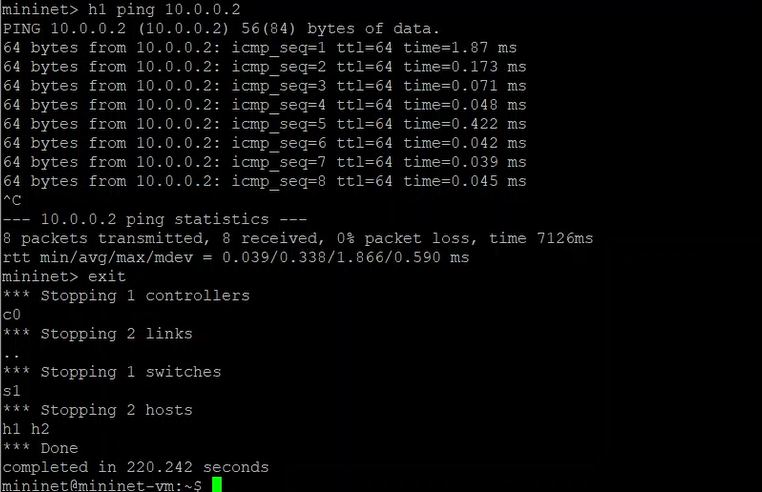 mininet> h1 ping 10.0.0.2
PING 10.0.0.2 (10.0.0.2) 56(84) bytes of data.
64 bytes from 10.0.0.2: icmp_seq=1 ttl=64 time=1.87 ms
64 bytes from 10.0.0.2: icmp_seq=2 ttl=64 time=0.173 ms
64 bytes from 10.0.0.2: icmp_seq=3 ttl=64 time=0.071 ms
64 bytes from 10.0.0.2: icmp_seq=4 ttl=64 time=0.048 ms
64 bytes from 10.0.0.2: icmp_seq=5 ttl=64 time=0.422 ms
64 bytes from 10.0.0.2: icmp_seq=6 ttl=64 time=0.042 ms
64 bytes from 10.0.0.2: icmp_seq=7 ttl=64 time=0.039 ms
64 bytes from 10.0.0.2: icmp_seq=8 ttl=64 time=0.045 ms
^C
--- 10.0.0.2 ping statistics ---
8 packets transmitted, 8 received, 0% packet loss, time 7126ms
rtt min/avg/max/mdev = 0.039/0.338/1.866/0.590 ms
mininet> exit
*** Stopping 1 controllers
c0
*** Stopping 2 links
..
*** Stopping 1 switches
s1
*** Stopping 2 hosts
h1 h2
*** Done
completed in 220.242 seconds
mininet@mininet-vm:~$